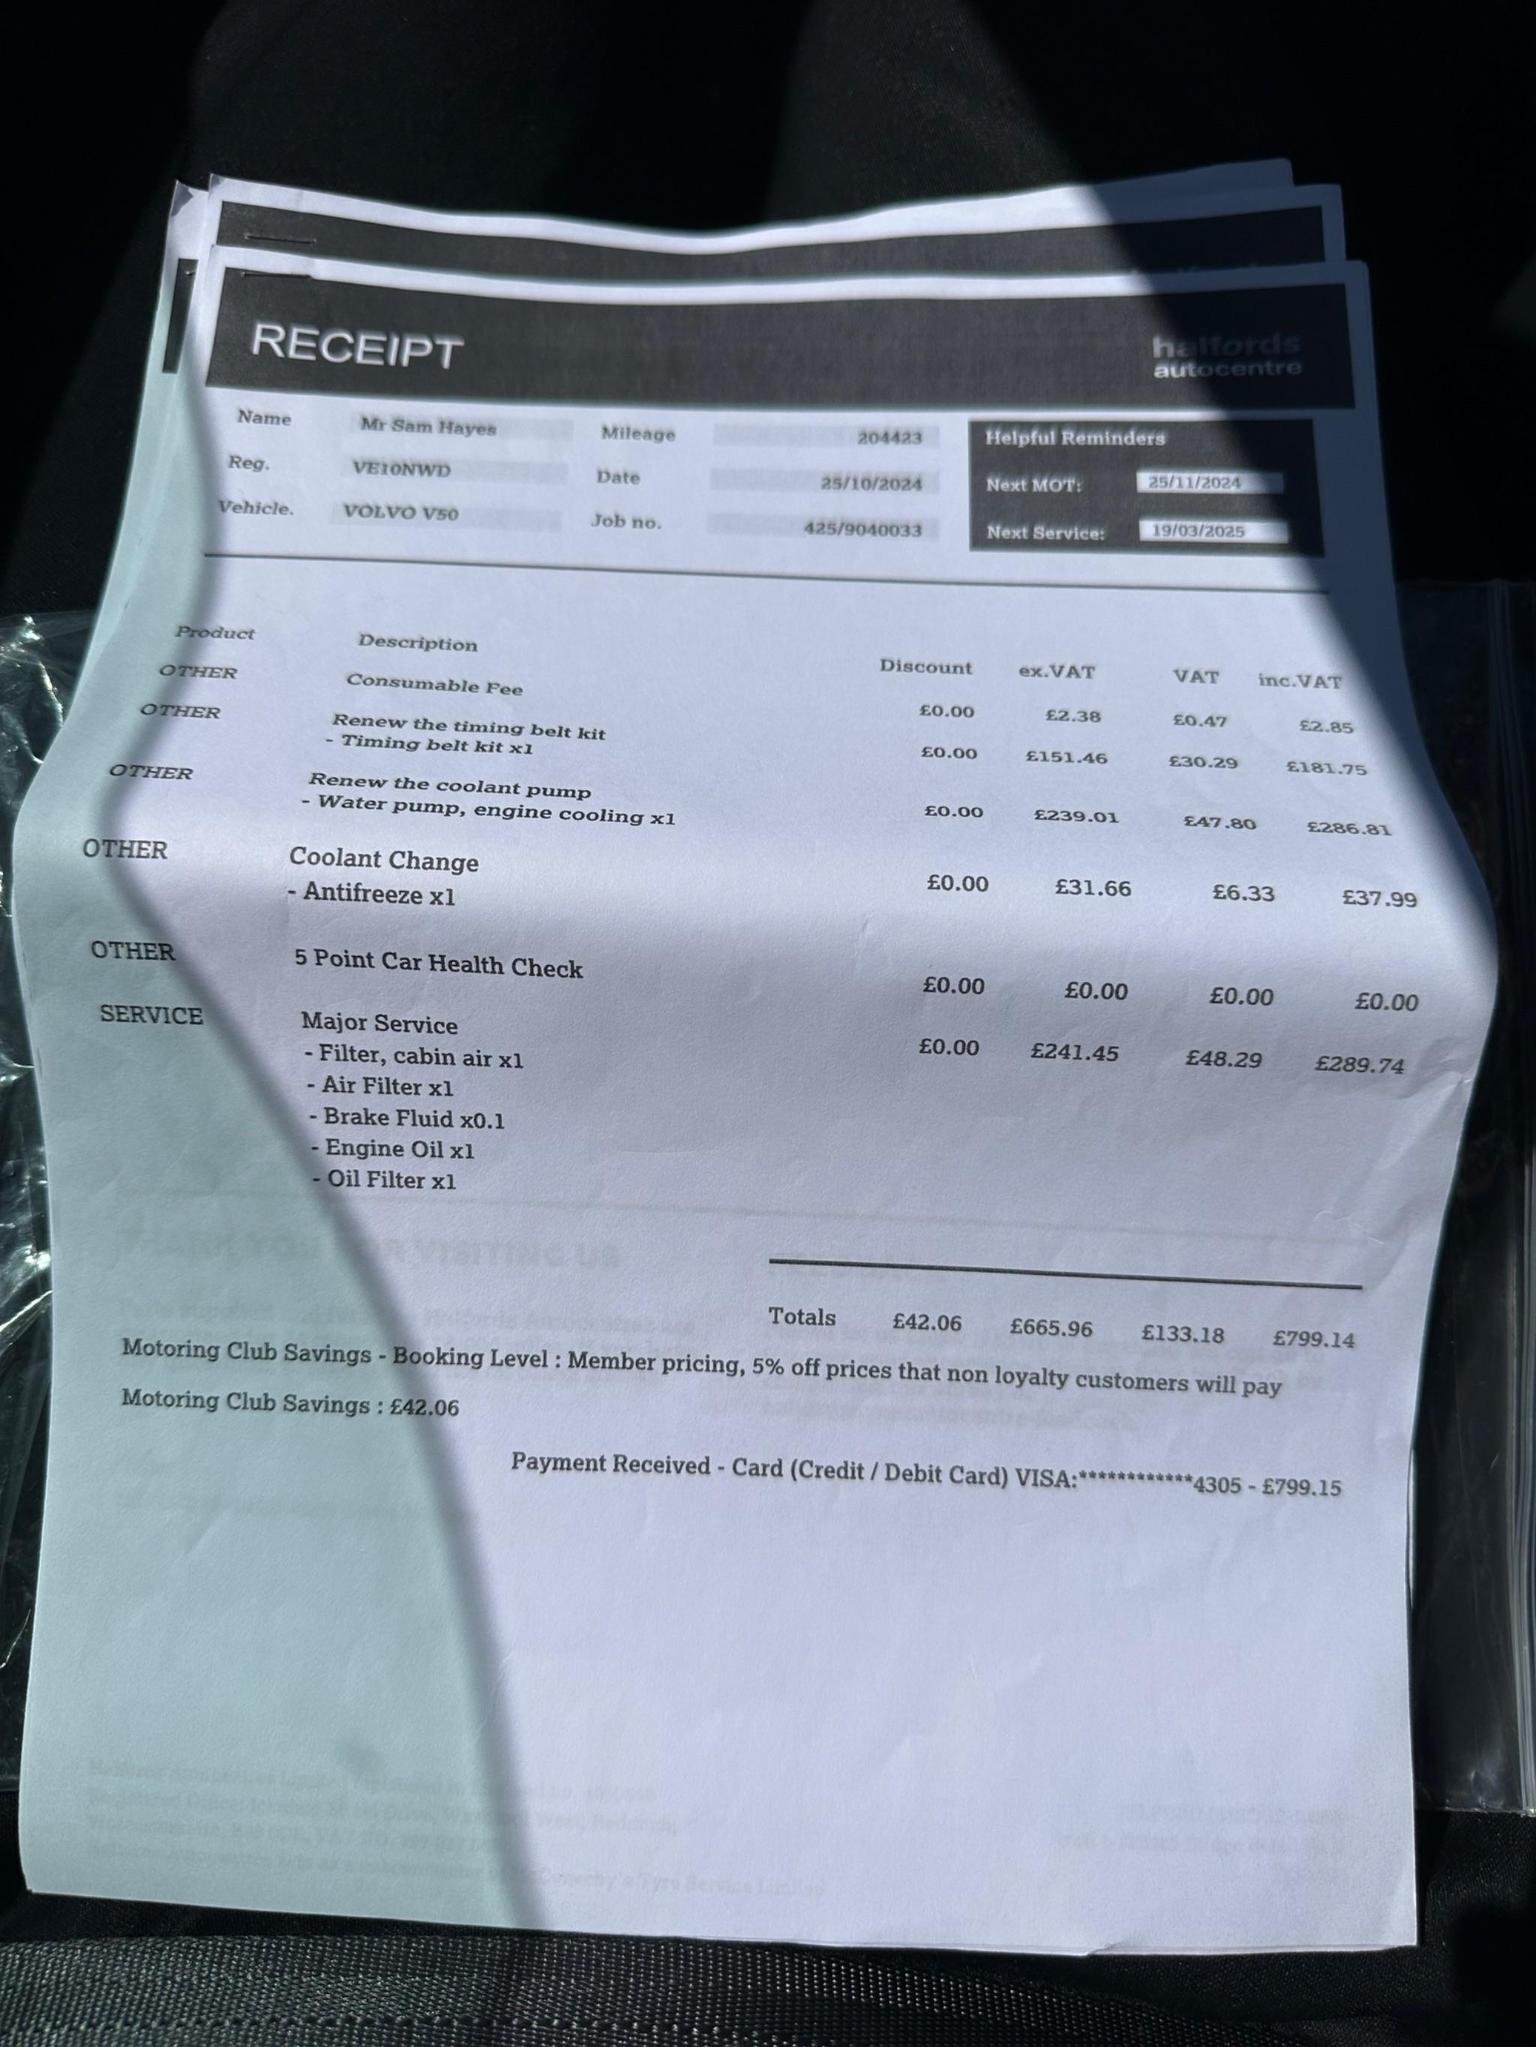 RECEIPT
halfords
autocentre
Name Mr Sam Hayes Mileage 204423 Helpful Reminders
Reg. VE10NWD Date 25/10/2024 Next MOT: 25/11/2024
Vehicle. VOLVO V50 Job no. 425/9040033 Next Service: 19/03/2025
Product Description Discount ex.VAT VAT inc.VAT
OTHER Consumable Fee £0.00 £2.38 £0.47 £2.85
OTHER Renew the timing belt kit £0.00 £151.46 £30.29 £181.75
- Timing belt kit x1
OTHER Renew the coolant pump £0.00 £239.01 £47.80 £286.81
- Water pump, engine cooling x1
OTHER Coolant Change £0.00 £31.66 £6.33 £37.99
- Antifreeze x1
OTHER 5 Point Car Health Check £0.00 £0.00 £0.00 £0.00
SERVICE Major Service £0.00 £241.45 £48.29 £289.74
- Filter, cabin air x1
- Air Filter x1
- Brake Fluid x0.1
- Engine Oil x1
- Oil Filter x1
THANK YOU FOR VISITING US
Totals £42.06 £665.96 £133.18 £799.14
Motoring Club Savings - Booking Level : Member pricing, 5% off prices that non loyalty customers will pay
Motoring Club Savings : £42.06
Payment Received - Card (Credit / Debit Card) VISA:************4305 - £799.15